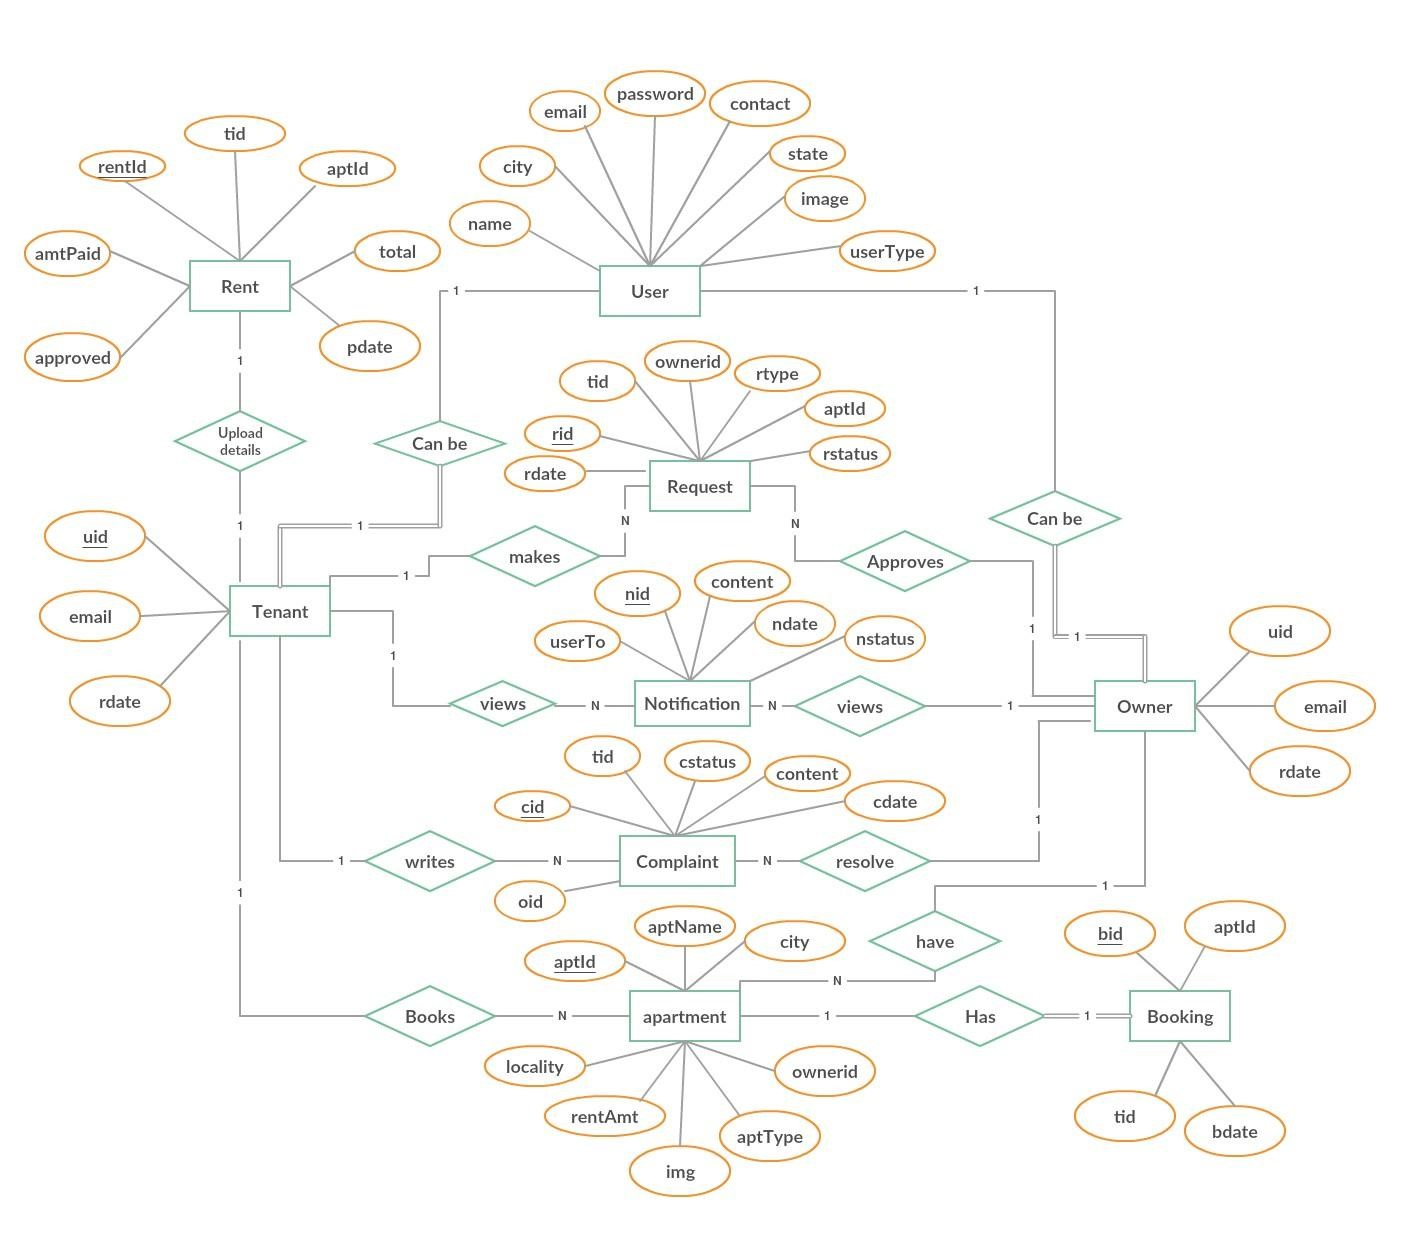 password
email
contact
tid
state
rentId
city
aptId
image
name
amtPaid
total
userType
Rent
User
1
1
pdate
approved
1
ownerid
rtype
tid
aptId
rid
Upload
details
Can be
rstatus
rdate
Request
Can be
1
1
N
N
uid
makes
Approves
1
content
nid
Tenant
email
ndate
uid
1
1
userTo
nstatus
1
rdate
views
N
Notification
N
views
1
Owner
email
tid
cstatus
content
rdate
cid
cdate
1
1
writes
N
Complaint
N
resolve
1
1
oid
aptName
city
have
bid
aptId
aptId
N
Books
N
apartment
1
Has
1
Booking
locality
ownerid
rentAmt
aptType
tid
bdate
img